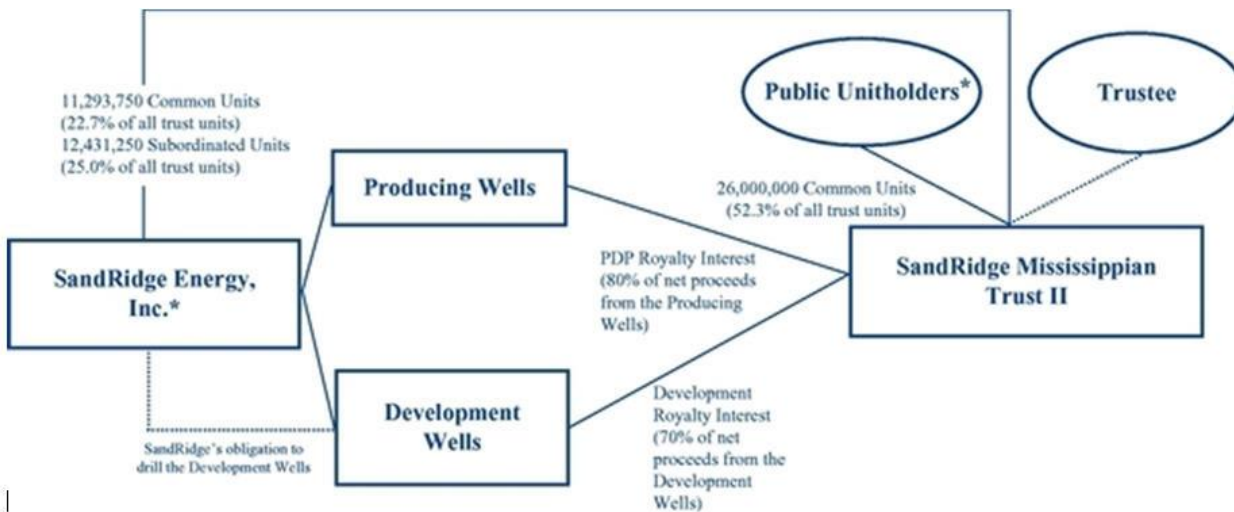 11,293,750 Common Units
(22.7% of all trust units)
12,431,250 Subordinated Units
(25.0% of all trust units)
Public Unitholders*
Trustee
Producing Wells
26,000,000 Common Units
(52.3% of all trust units)
SandRidge Energy,
Inc.*
PDP Royalty Interest
(80% of net proceeds
from the Producing
Wells)
SandRidge Mississippian
Trust II
Development
Wells
Development
Royalty Interest
(70% of net
proceeds from the
Development
Wells)
SandRidge's obligation to
drill the Development Wells